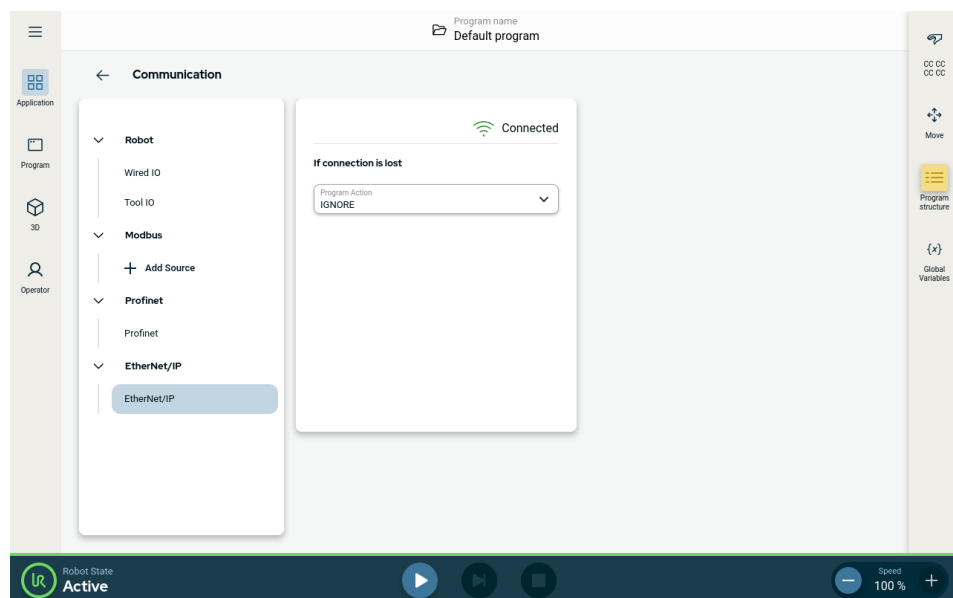 Program name
Default program
Communication
Application
Program
3D
Operator
Robot
Wired IO
Tool IO
Modbus
Add Source
Profinet
Profinet
EtherNet/IP
EtherNet/IP
Connected
If connection is lost
Program Action
IGNORE
CC CC
CC CC
Move
Program
structure
{x}
Global
Variables
Robot State
Active
Speed
100 %